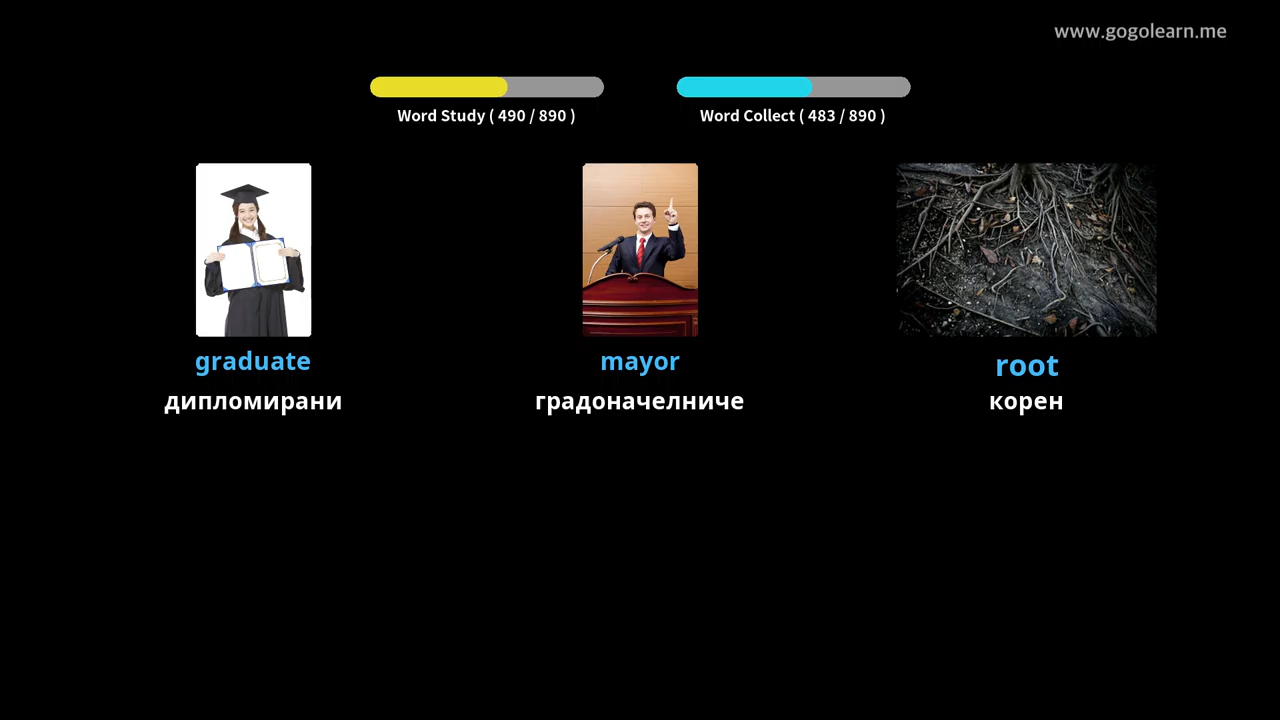 www.gogolearn.me
Word Study ( 490 / 890 )
Word Collect ( 483 / 890 )
graduate
mayor
root
дипломирани
градоначелниче
корен